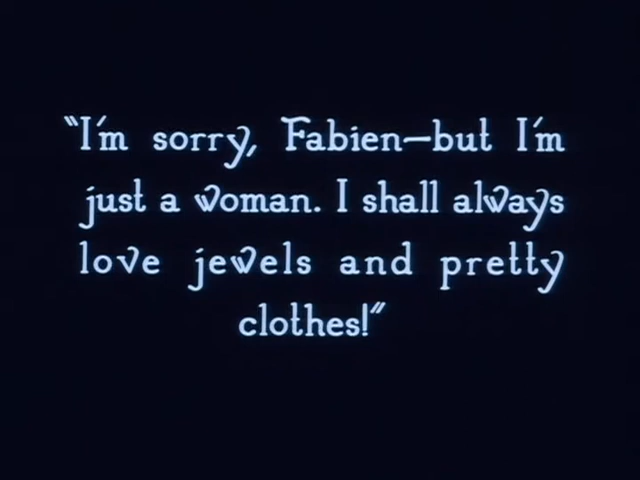 "I'm sorry, Fabien—but I'm
just a woman. I shall always
love jewels and pretty
clothes!"